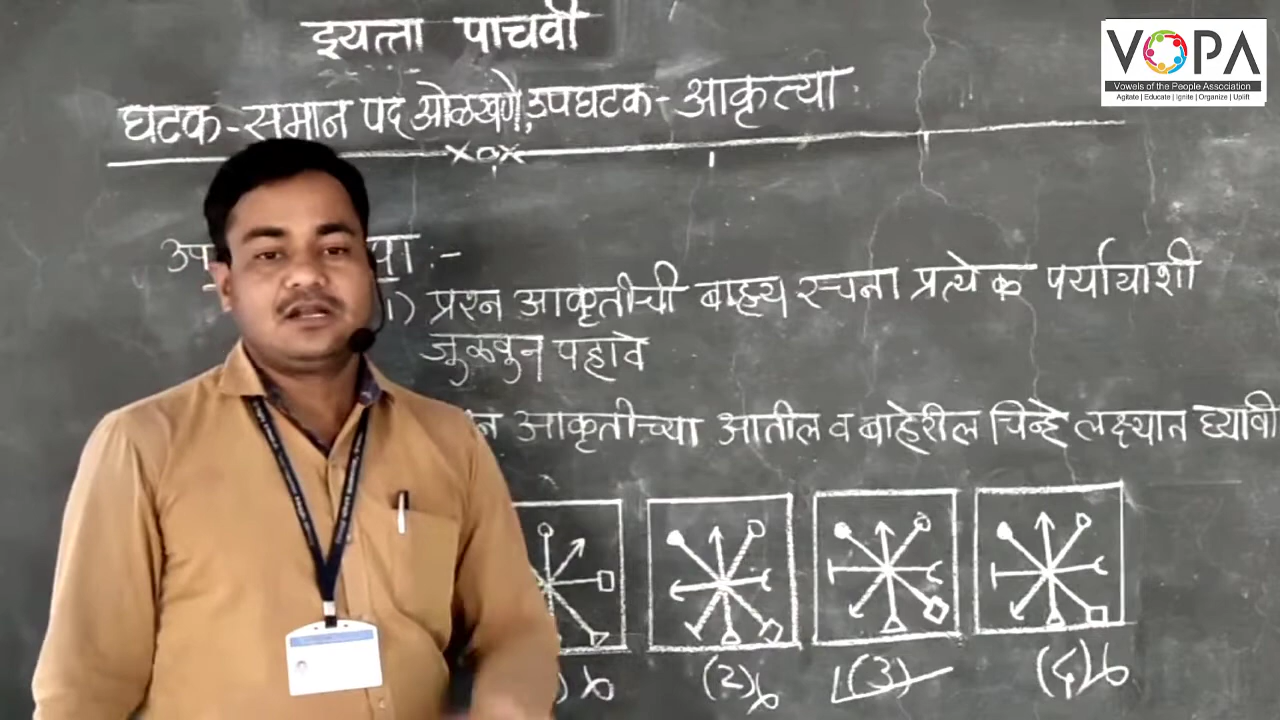 इयत्ता पाचवी
VOPA
Vowels of the People Association
Agitate | Educate | Ignite | Organize | Uplift
घटक - समान पद ओळखणे, उपघटक - आकृत्या
:-
१) प्रश्न आकृतीची बाह्य रचना प्रत्येक पर्यायाशी
जुळवुन पहावे
आकृतीच्या आतील व बाहेरील चिन्हे लक्ष्यात घ्यावी
(2) (3) (4)